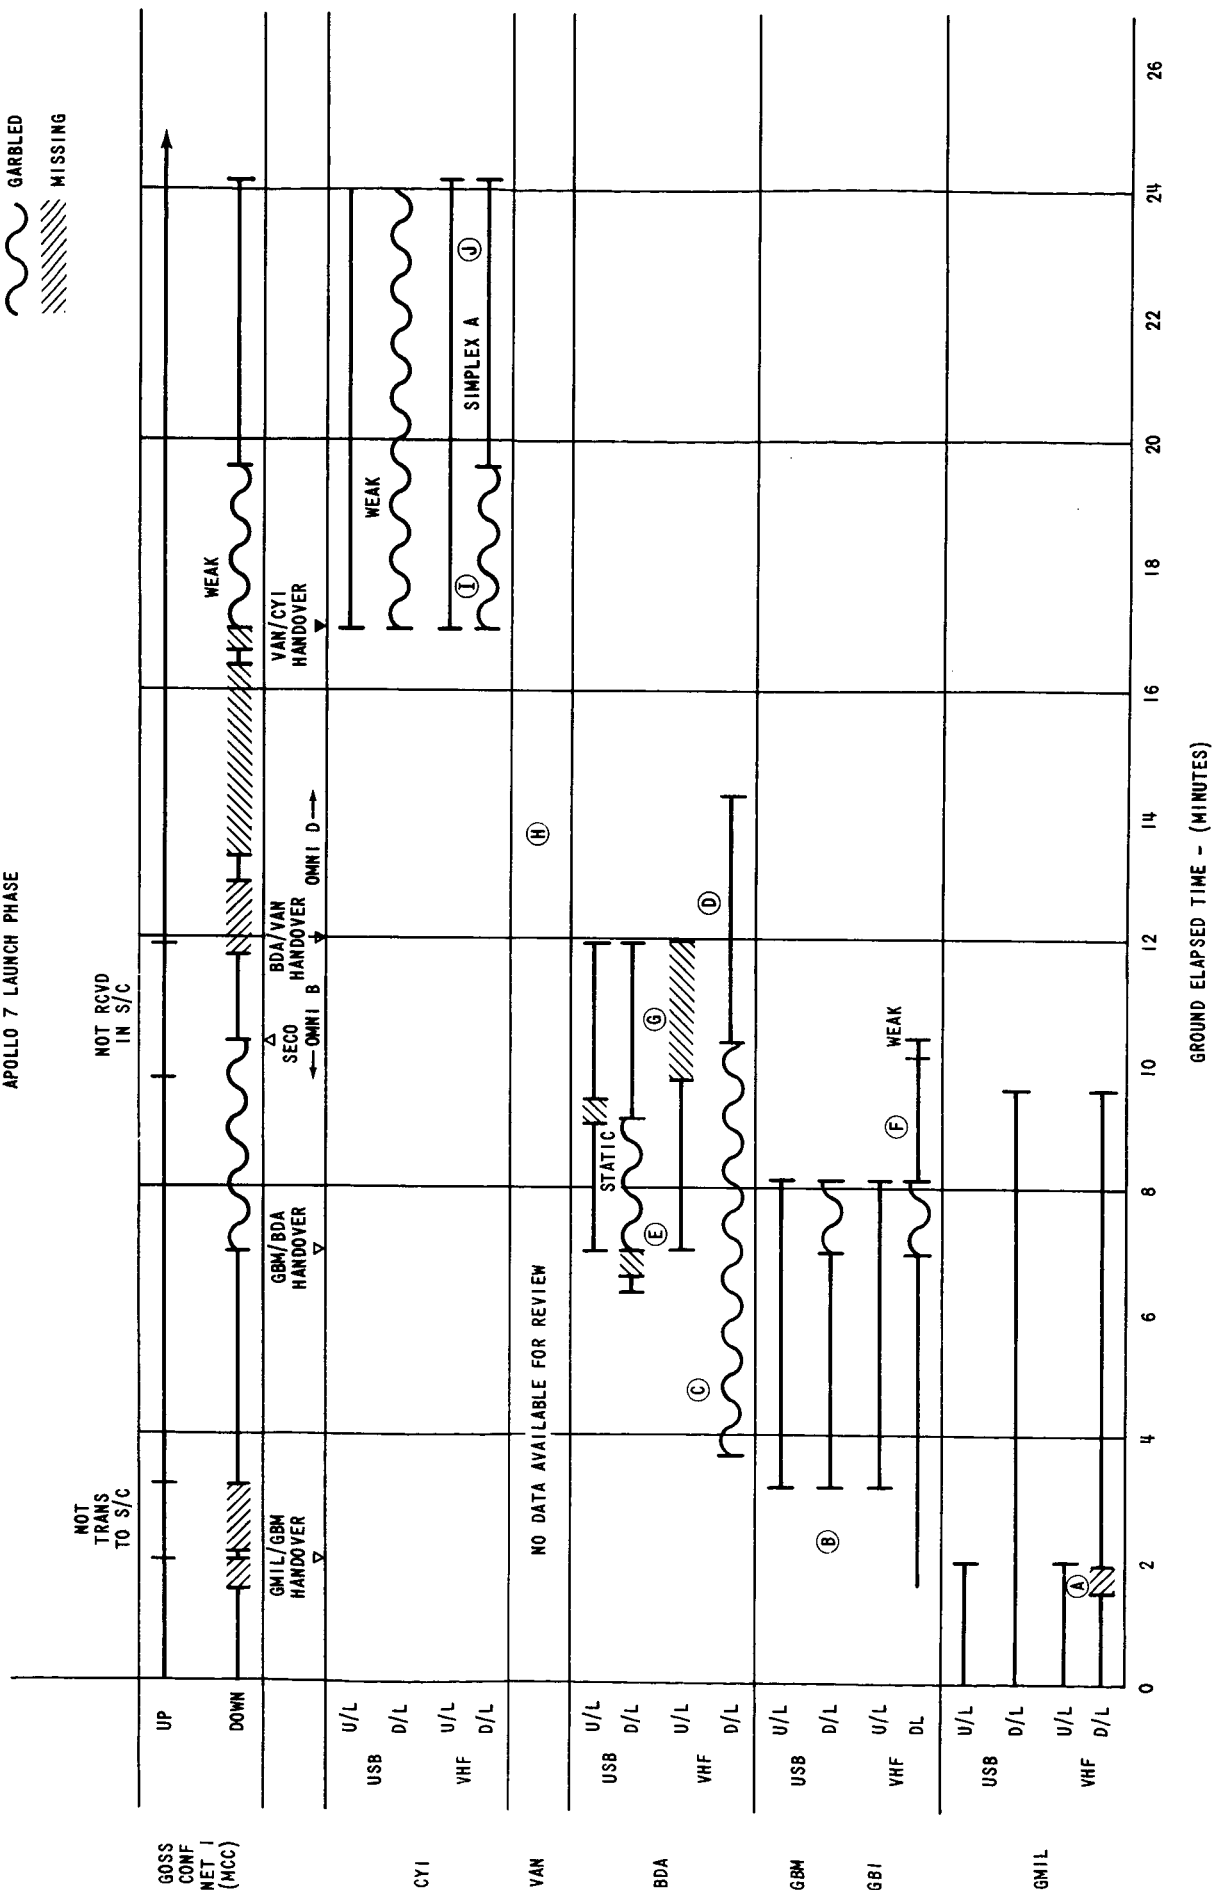 APOLLO 7 LAUNCH PHASE
GARBLED
MISSING
NOT
TRANS
TO S/C
NOT RCVD
IN S/C
GOSS
CONF
NET 1
(MCC)
UP
DOWN
WEAK
GMIL/GBM
HANDOVER
GBM/BDA
HANDOVER
SECO
OMNI B
BDA/VAN
HANDOVER
OMNI D
VAN/CYI
HANDOVER
CYI
USB
U/L
D/L
WEAK
VHF
U/L
D/L
I
SIMPLEX A
J
VAN
NO DATA AVAILABLE FOR REVIEW
H
BDA
USB
U/L
D/L
STATIC
E
G
VHF
U/L
D/L
C
D
GBM
USB
U/L
D/L
B
GBI
VHF
U/L
DL
F
WEAK
GMIL
USB
U/L
D/L
VHF
U/L
D/L
A
0 2 4 6 8 10 12 14 16 18 20 22 24 26
GROUND ELAPSED TIME - (MINUTES)